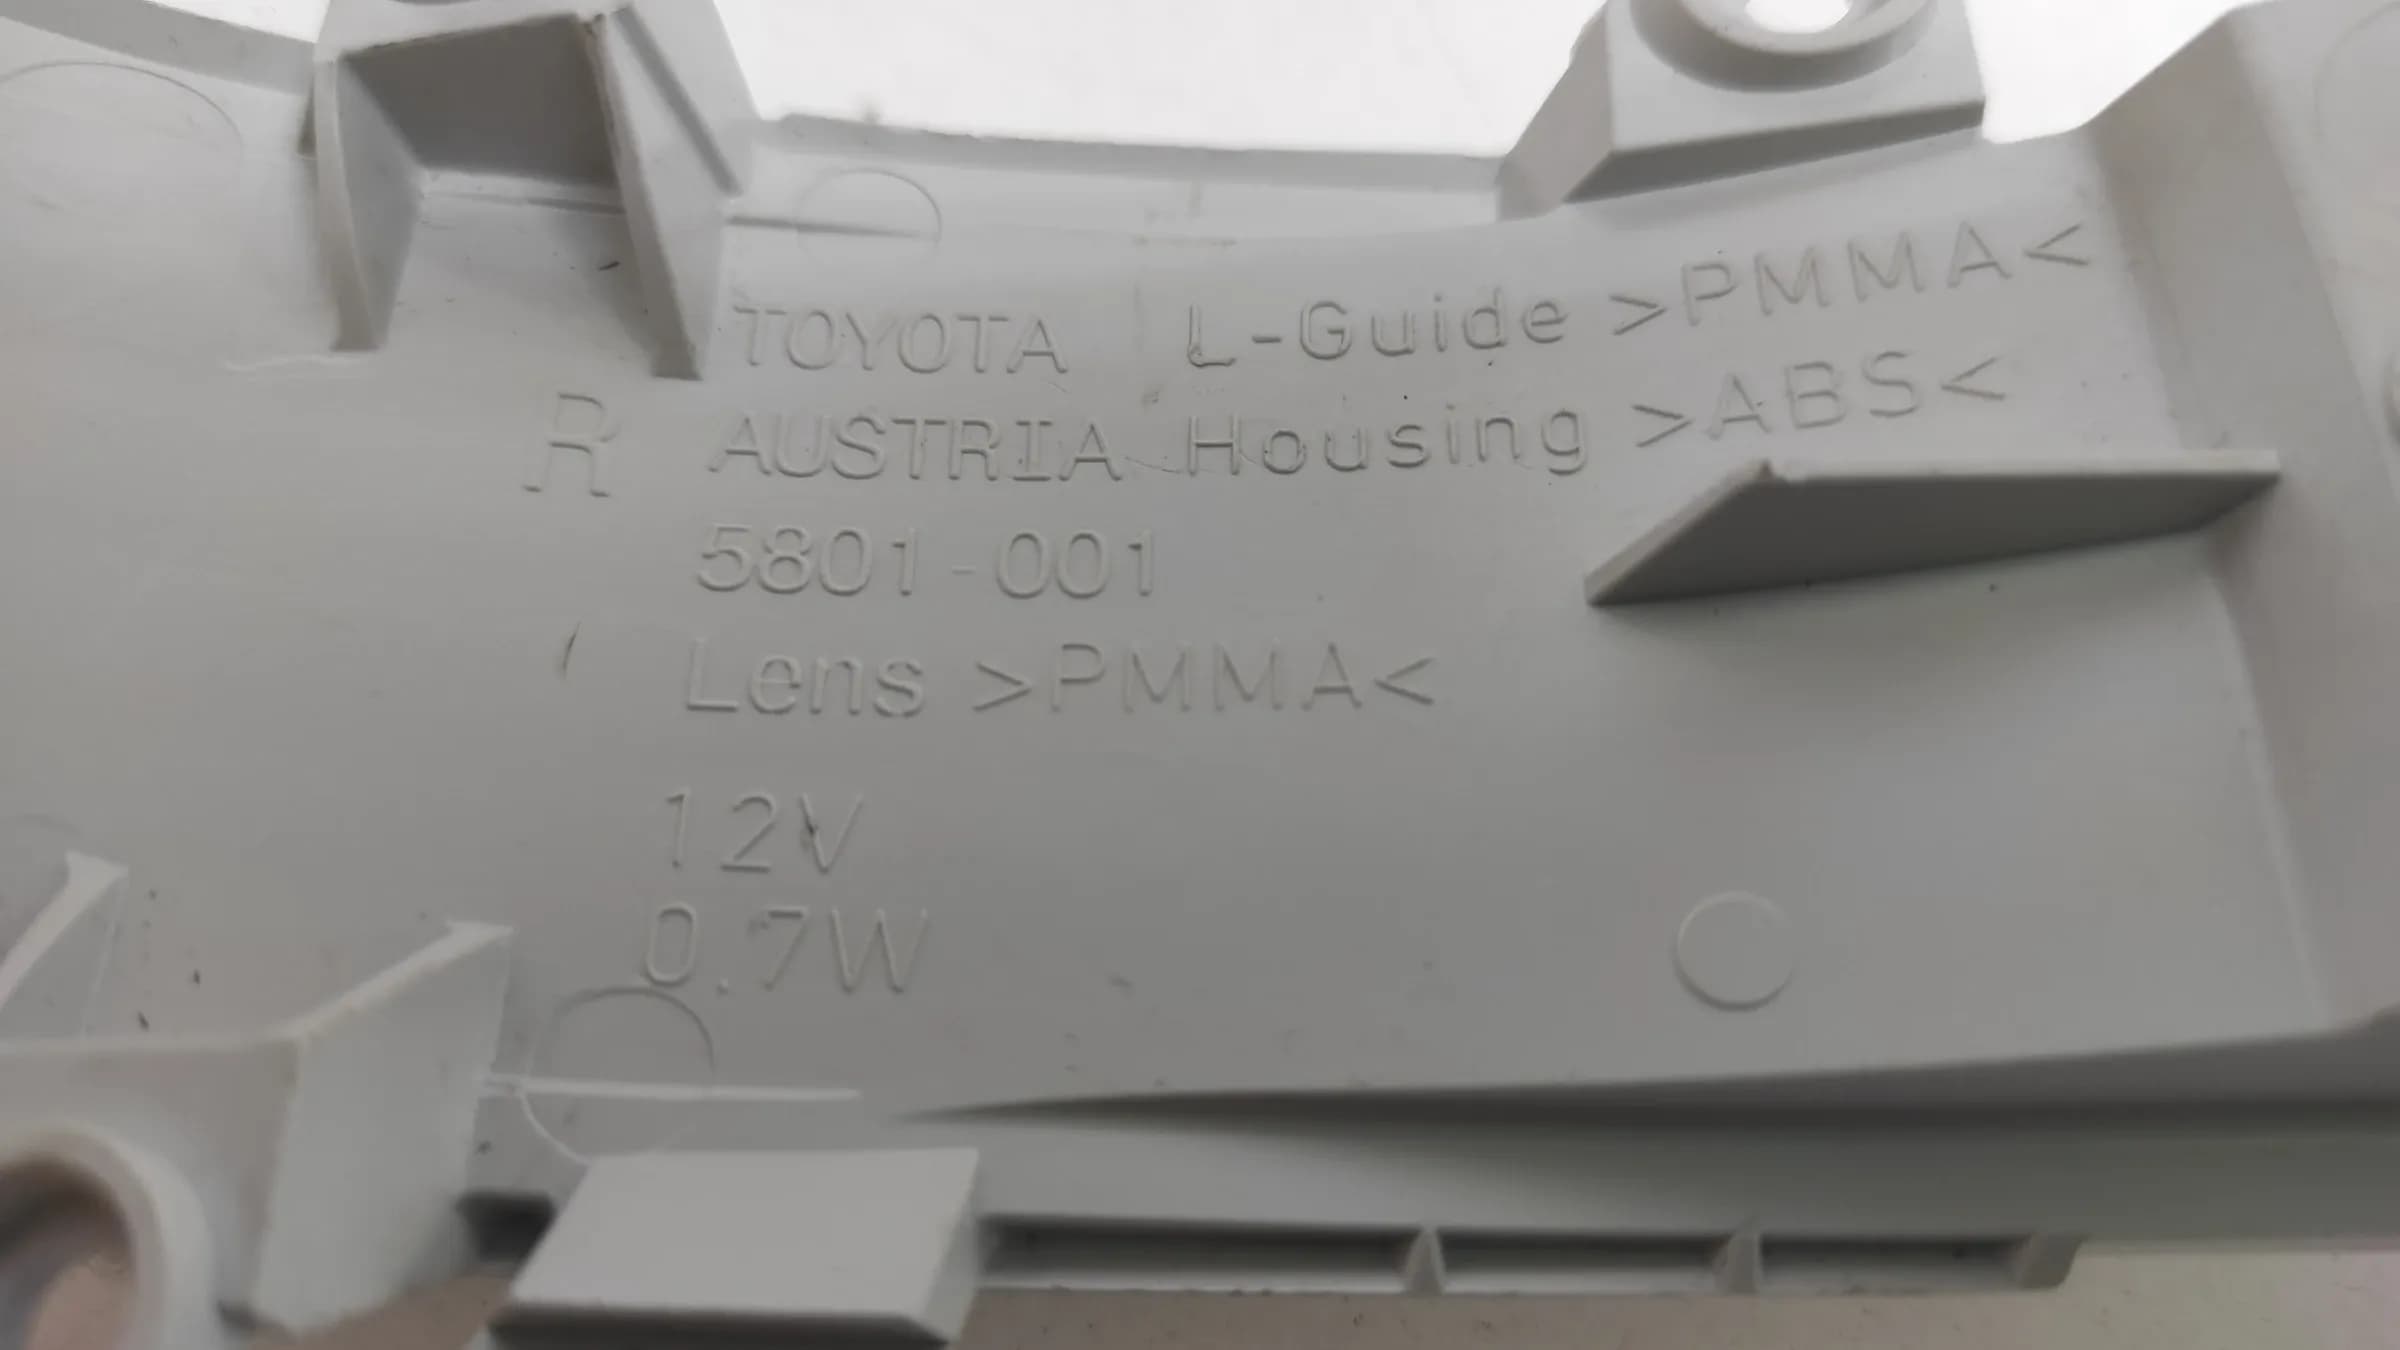 TOYOTA L-Guide >PMMA<
R AUSTRIA Housing >ABS<
5801-001
Lens >PMMA<
12V
0.7W